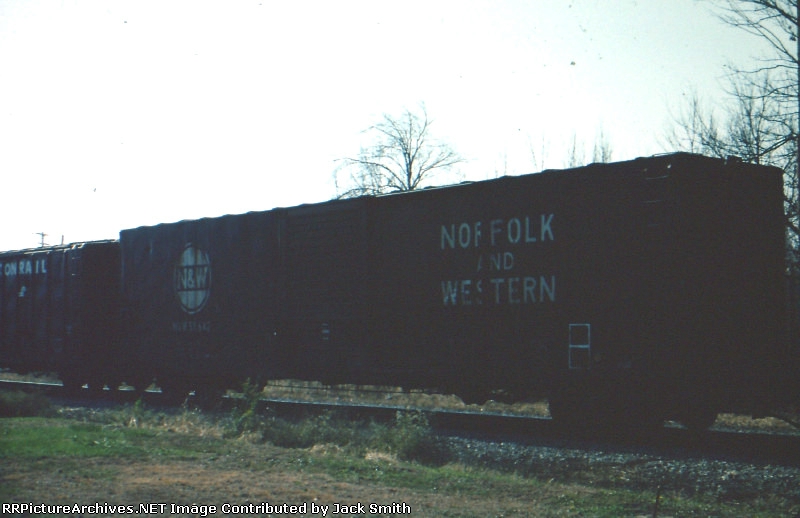 CONRAIL
N&W
NORFOLK
AND
WESTERN
RRPictureArchives.NET Image Contributed by Jack Smith